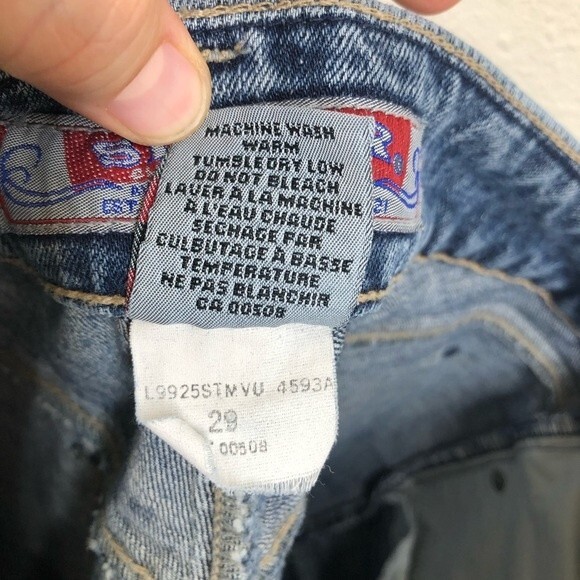 MACHINE WASH
WARM
TUMBLE DRY LOW
DO NOT BLEACH
LAVER À LA MACHINE
À L'EAU CHAUDE
SECHAGE PAR
CULBUTAGE À BASSE
TEMPERATURE
NE PAS BLANCHIR
CA 00508
L9925STMVU 4593A
29
00508